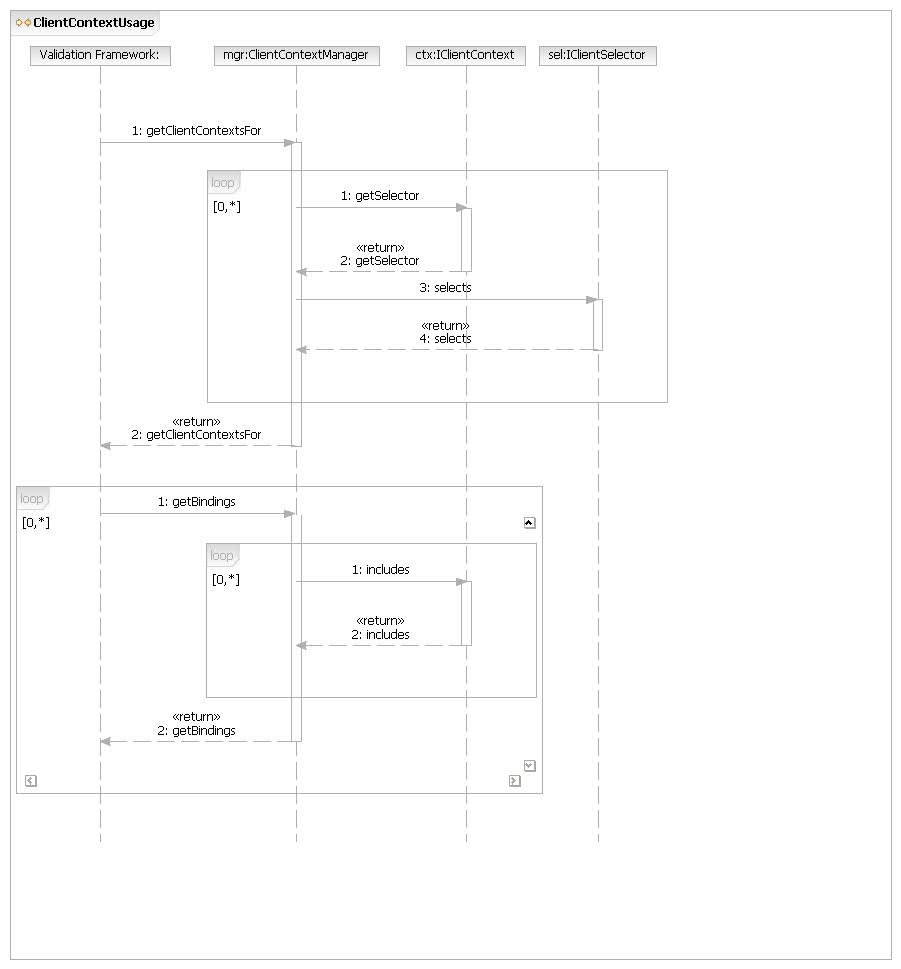 ClientContextUsage
Validation Framework:
mgr:ClientContextManager
ctx:IClientContext
sel:IClientSelector
1: getClientContextsFor
loop
[0,*]
1: getSelector
«return»
2: getSelector
3: selects
«return»
4: selects
«return»
2: getClientContextsFor
loop
[0,*]
1: getBindings
loop
[0,*]
1: includes
«return»
2: includes
«return»
2: getBindings